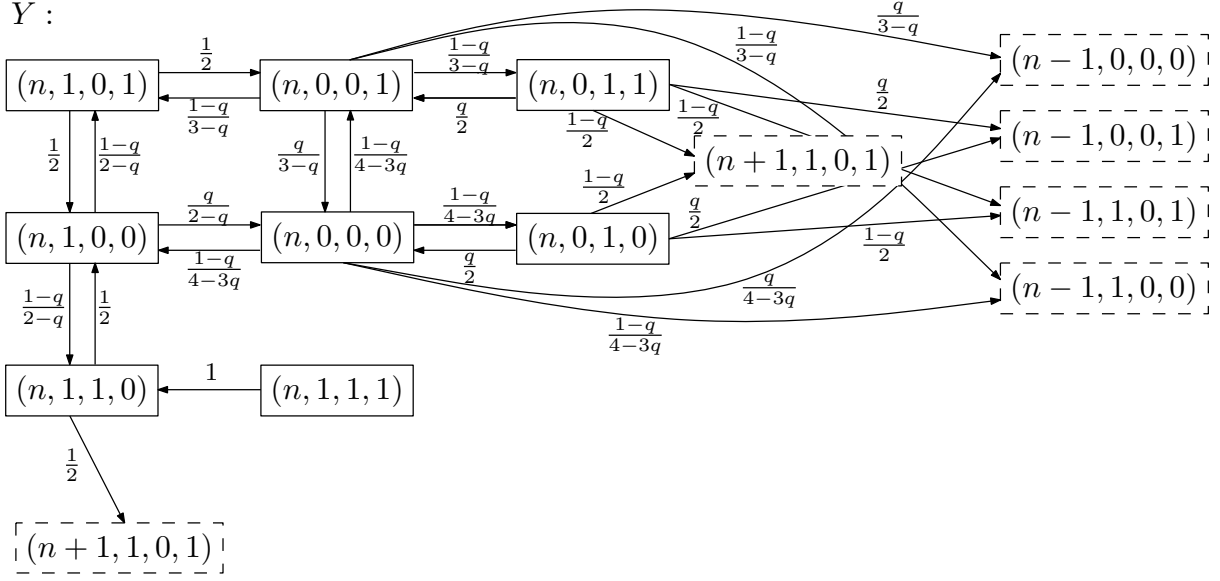 Y :
q/(3−q)
1/2
(1−q)/(3−q)
(1−q)/(3−q)
(n, 1, 0, 1)
(n, 0, 0, 1)
(n, 0, 1, 1)
(n − 1, 0, 0, 0)
(1−q)/(3−q)
q/2
(1−q)/2
(1−q)/2
q/2
(n − 1, 0, 0, 1)
1/2
(1−q)/(2−q)
q/(3−q)
(1−q)/(4−3q)
(n + 1, 1, 0, 1)
q/(2−q)
(1−q)/(4−3q)
(1−q)/2
q/2
(n − 1, 1, 0, 1)
(n, 1, 0, 0)
(n, 0, 0, 0)
(n, 0, 1, 0)
(1−q)/(4−3q)
q/2
q/(4−3q)
(1−q)/2
(n − 1, 1, 0, 0)
(1−q)/(2−q)
1/2
(1−q)/(4−3q)
(n, 1, 1, 0)
1
(n, 1, 1, 1)
1/2
(n + 1, 1, 0, 1)